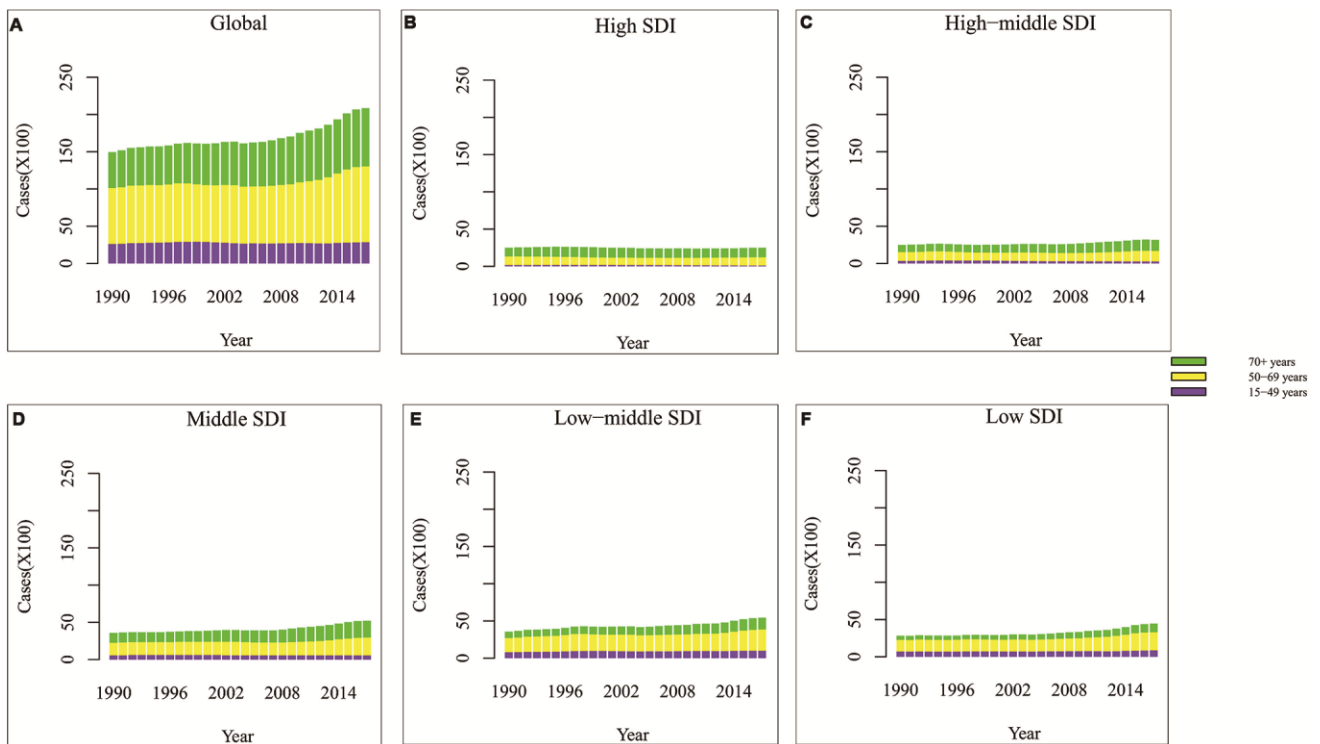 A
Global
Cases(X100)
250
150
50
0
1990 1996 2002 2008 2014
Year
B
High SDI
Cases(X100)
250
150
50
0
1990 1996 2002 2008 2014
Year
C
High−middle SDI
Cases(X100)
250
150
50
0
1990 1996 2002 2008 2014
Year
70+ years
50−69 years
15−49 years
D
Middle SDI
Cases(X100)
250
150
50
0
1990 1996 2002 2008 2014
Year
E
Low−middle SDI
Cases(X100)
250
150
50
0
1990 1996 2002 2008 2014
Year
F
Low SDI
Cases(X100)
250
150
50
0
1990 1996 2002 2008 2014
Year